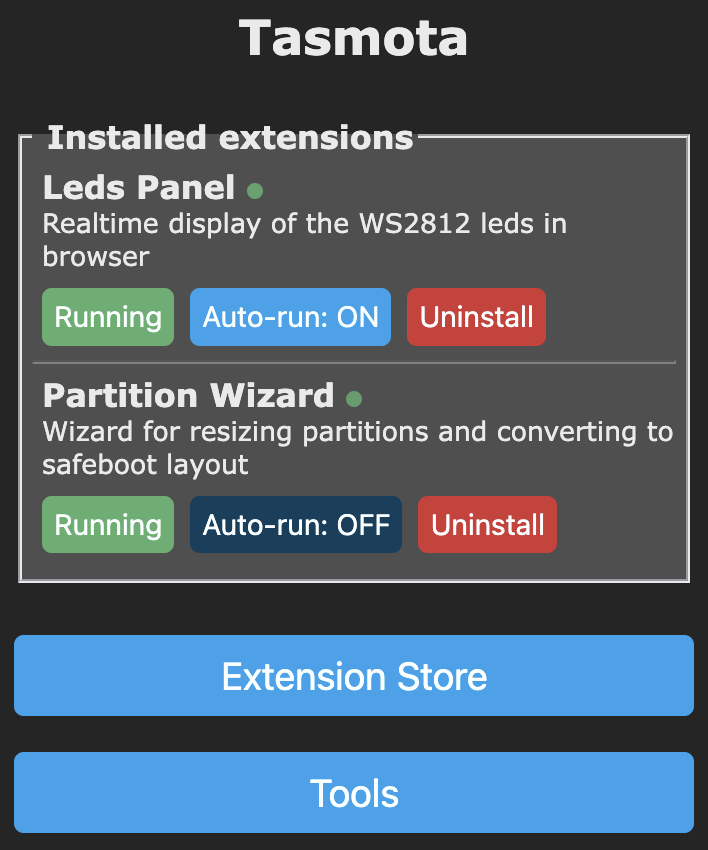 Tasmota
Installed extensions
Leds Panel
Realtime display of the WS2812 leds in
browser
Running Auto-run: ON Uninstall
Partition Wizard
Wizard for resizing partitions and converting to
safeboot layout
Running Auto-run: OFF Uninstall
Extension Store
Tools